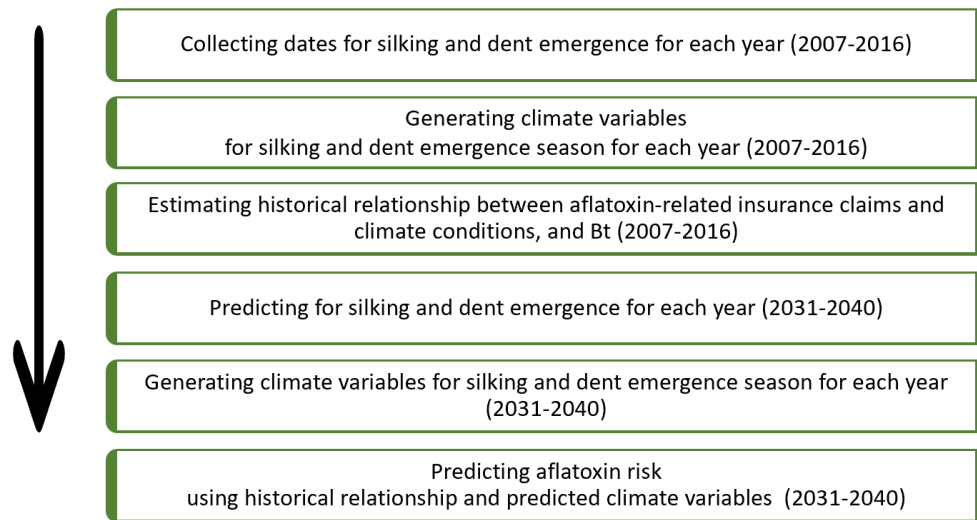 Collecting dates for silking and dent emergence for each year (2007-2016)
Generating climate variables
for silking and dent emergence season for each year (2007-2016)
Estimating historical relationship between aflatoxin-related insurance claims and
climate conditions, and Bt (2007-2016)
Predicting for silking and dent emergence for each year (2031-2040)
Generating climate variables for silking and dent emergence season for each year
(2031-2040)
Predicting aflatoxin risk
using historical relationship and predicted climate variables (2031-2040)